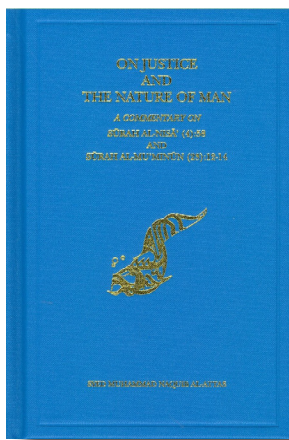 ON JUSTICE
AND
THE NATURE OF MAN
A COMMENTARY ON
SŪRAH AL-NISĀ' (4):58
AND
SŪRAH AL-MU'MINŪN (23):12-14
SYED MUHAMMAD NAQUIB AL-ATTAS